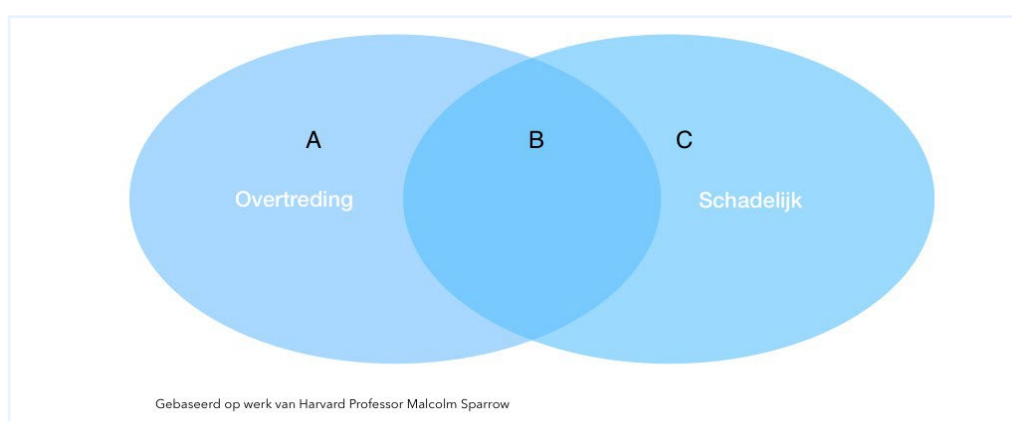 A B C
Overtreding Schadelijk
Gebaseerd op werk van Harvard Professor Malcolm Sparrow